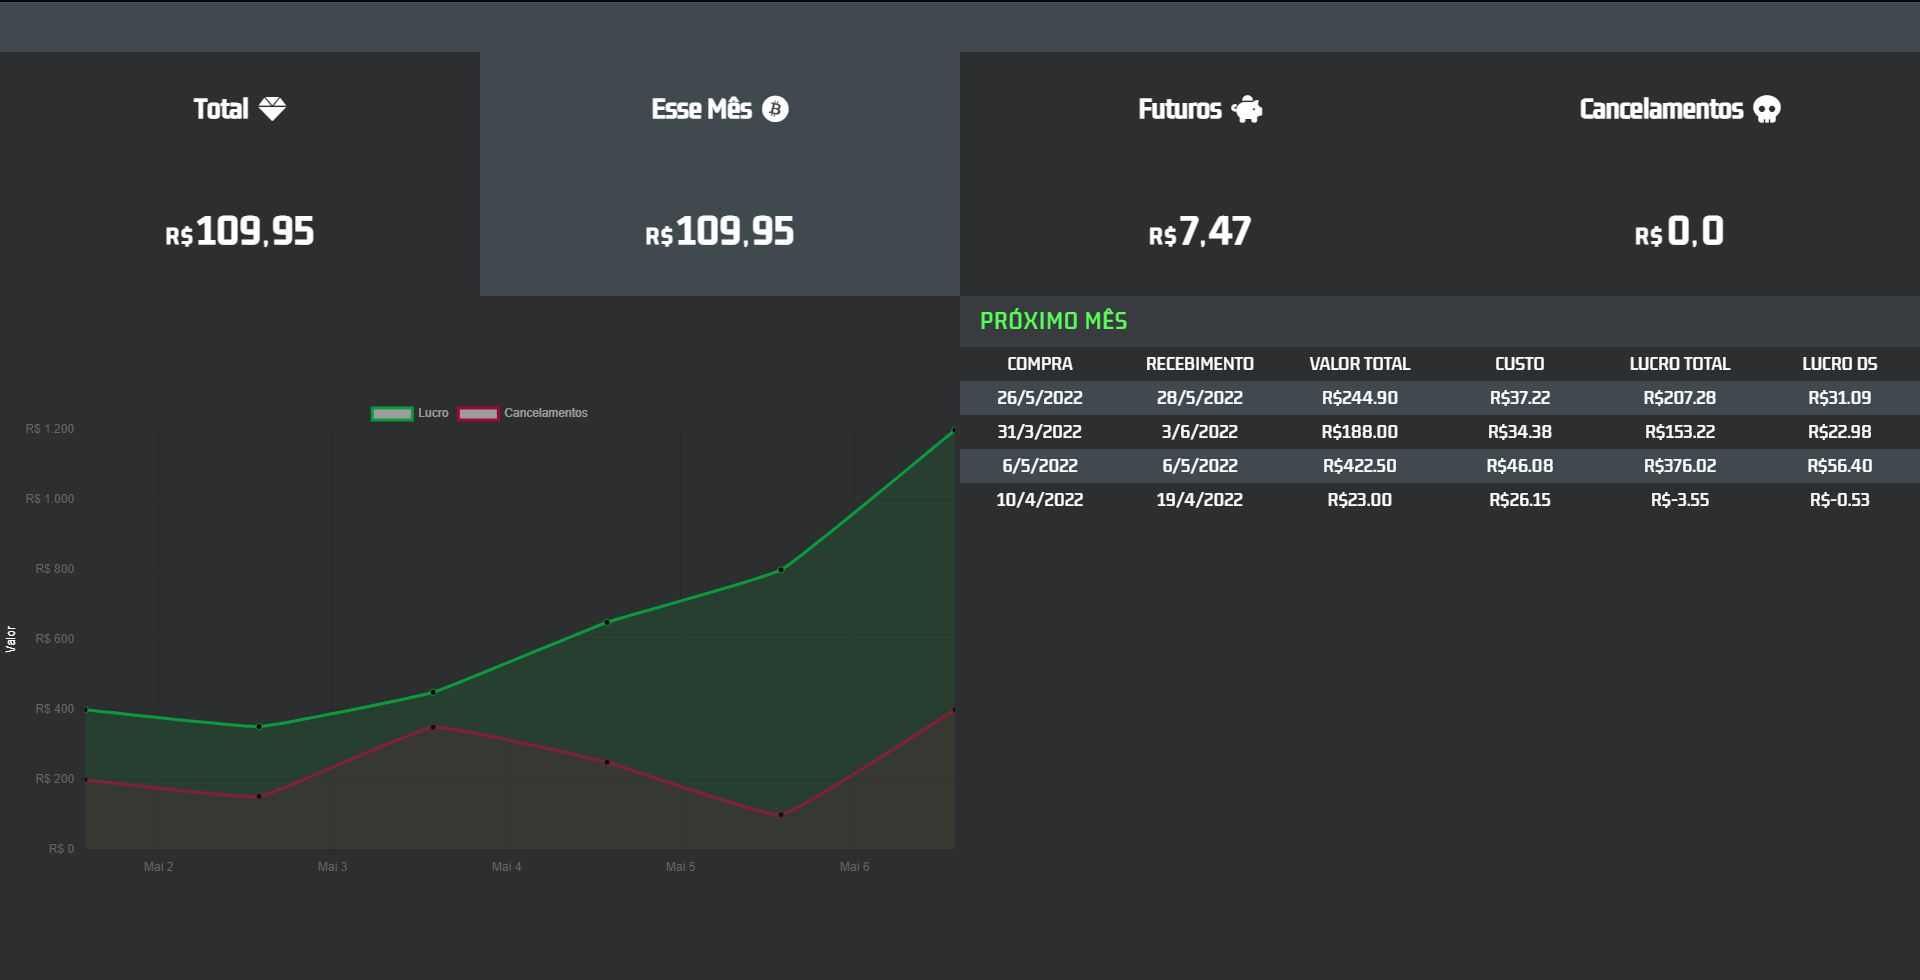 Total
Esse Mês
Futuros
Cancelamentos
R$ 109,95
R$ 109,95
R$ 7,47
R$ 0,0
PRÓXIMO MÊS
COMPRA RECEBIMENTO VALOR TOTAL CUSTO LUCRO TOTAL LUCRO DS
26/5/2022 28/5/2022 R$244.90 R$37.22 R$207.28 R$31.09
31/3/2022 3/6/2022 R$188.00 R$34.38 R$153.22 R$22.98
6/5/2022 6/5/2022 R$422.50 R$46.08 R$376.02 R$56.40
10/4/2022 19/4/2022 R$23.00 R$26.15 R$-3.55 R$-0.53
Lucro Cancelamentos
R$ 1.200
R$ 1.000
R$ 800
R$ 600
R$ 400
R$ 200
R$ 0
Valor
Mai 2 Mai 3 Mai 4 Mai 5 Mai 6